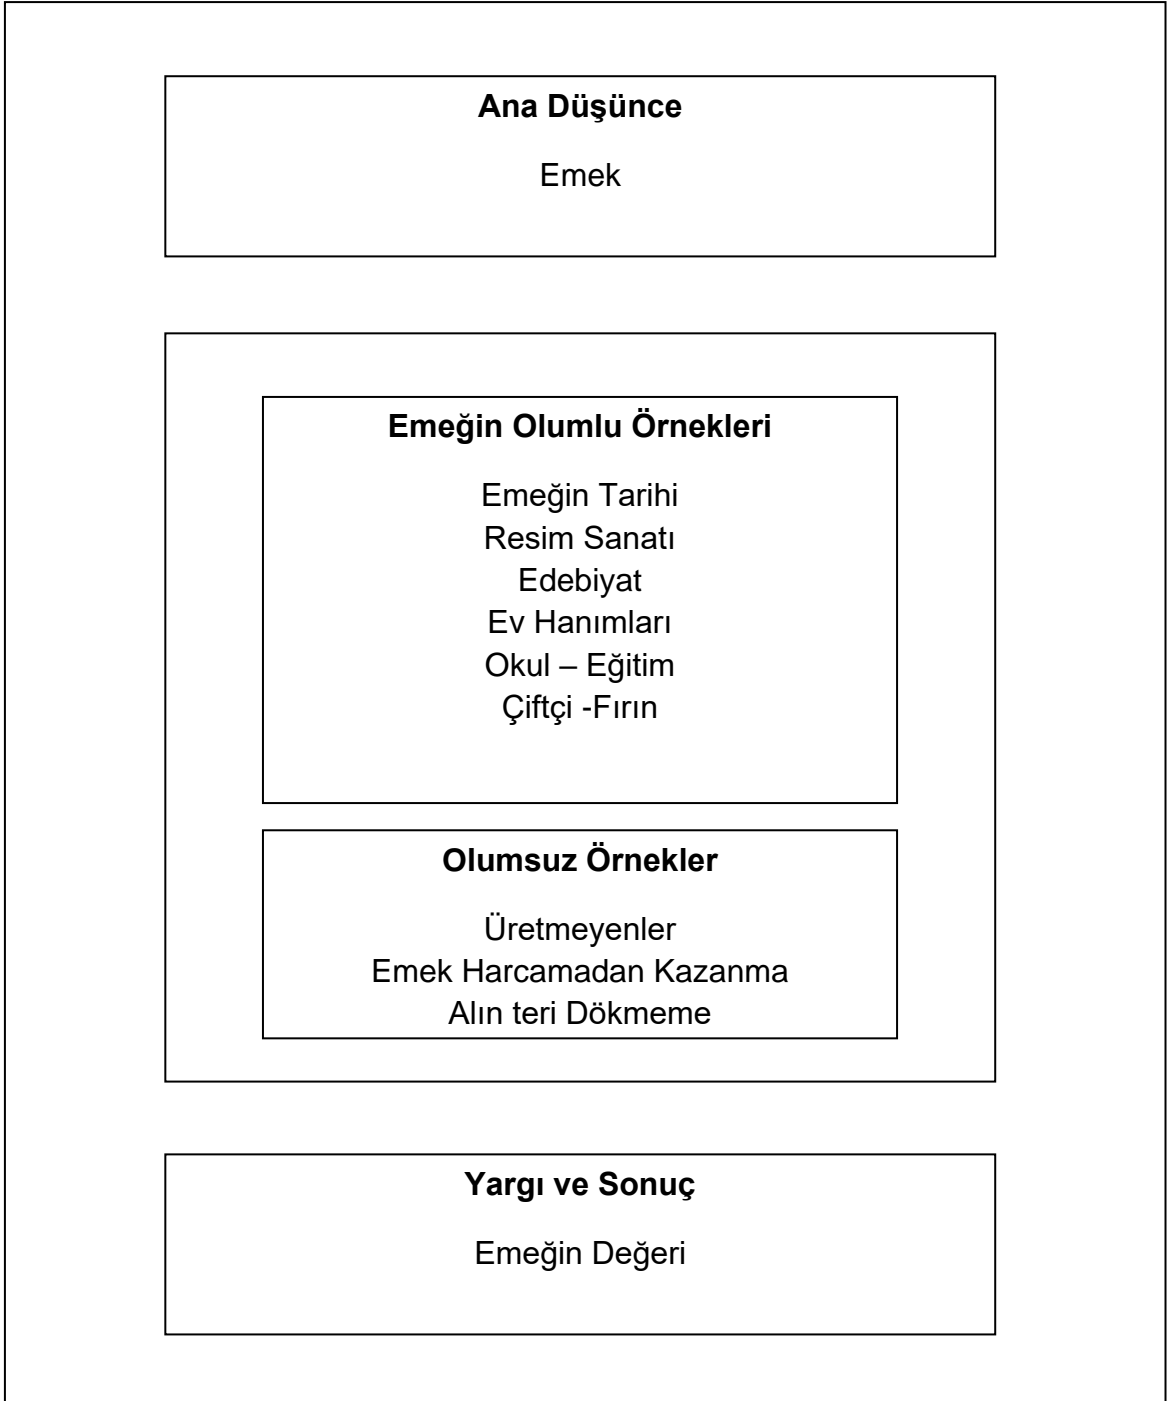 Ana Düşünce
Emek
Emeğin Olumlu Örnekleri
Emeğin Tarihi
Resim Sanatı
Edebiyat
Ev Hanımları
Okul – Eğitim
Çiftçi -Fırın
Olumsuz Örnekler
Üretmeyenler
Emek Harcamadan Kazanma
Alın teri Dökmeme
Yargı ve Sonuç
Emeğin Değeri